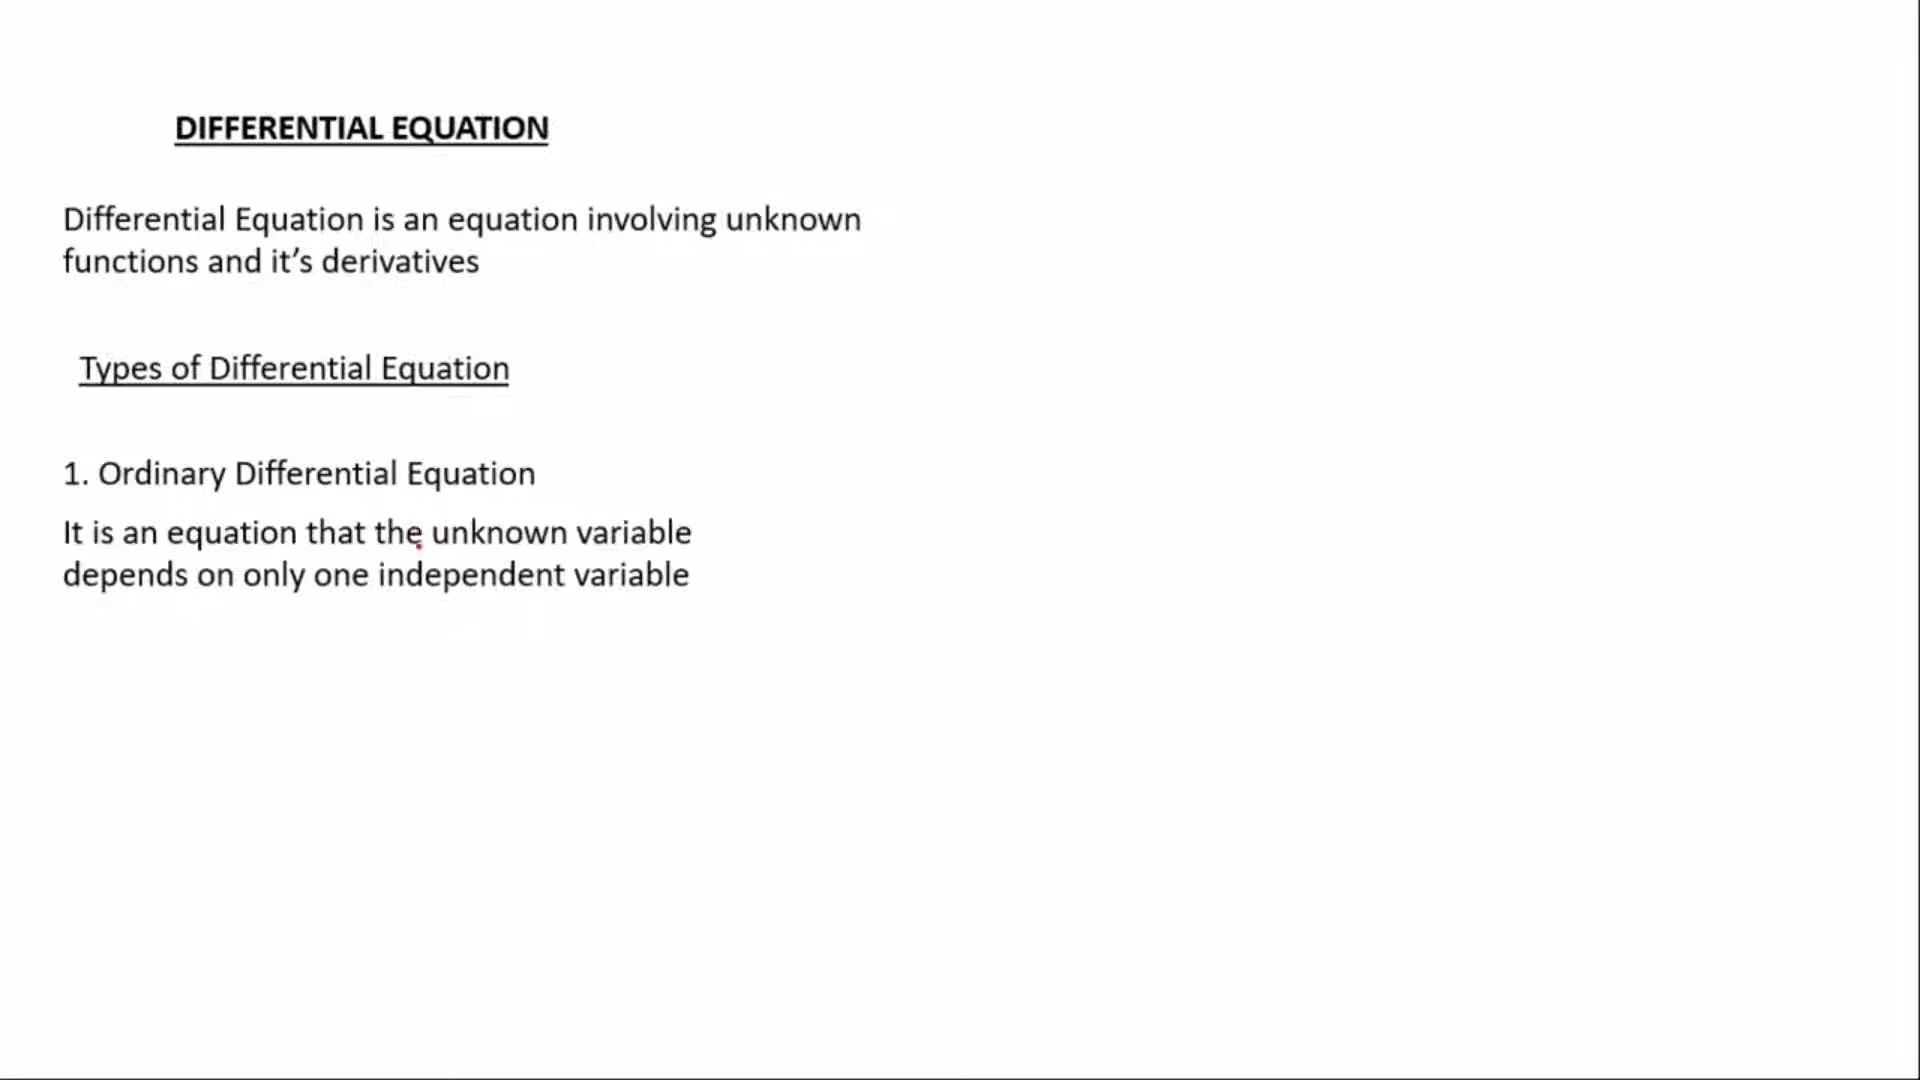 DIFFERENTIAL EQUATION
Differential Equation is an equation involving unknown
functions and it’s derivatives
Types of Differential Equation
1. Ordinary Differential Equation
It is an equation that the unknown variable
depends on only one independent variable